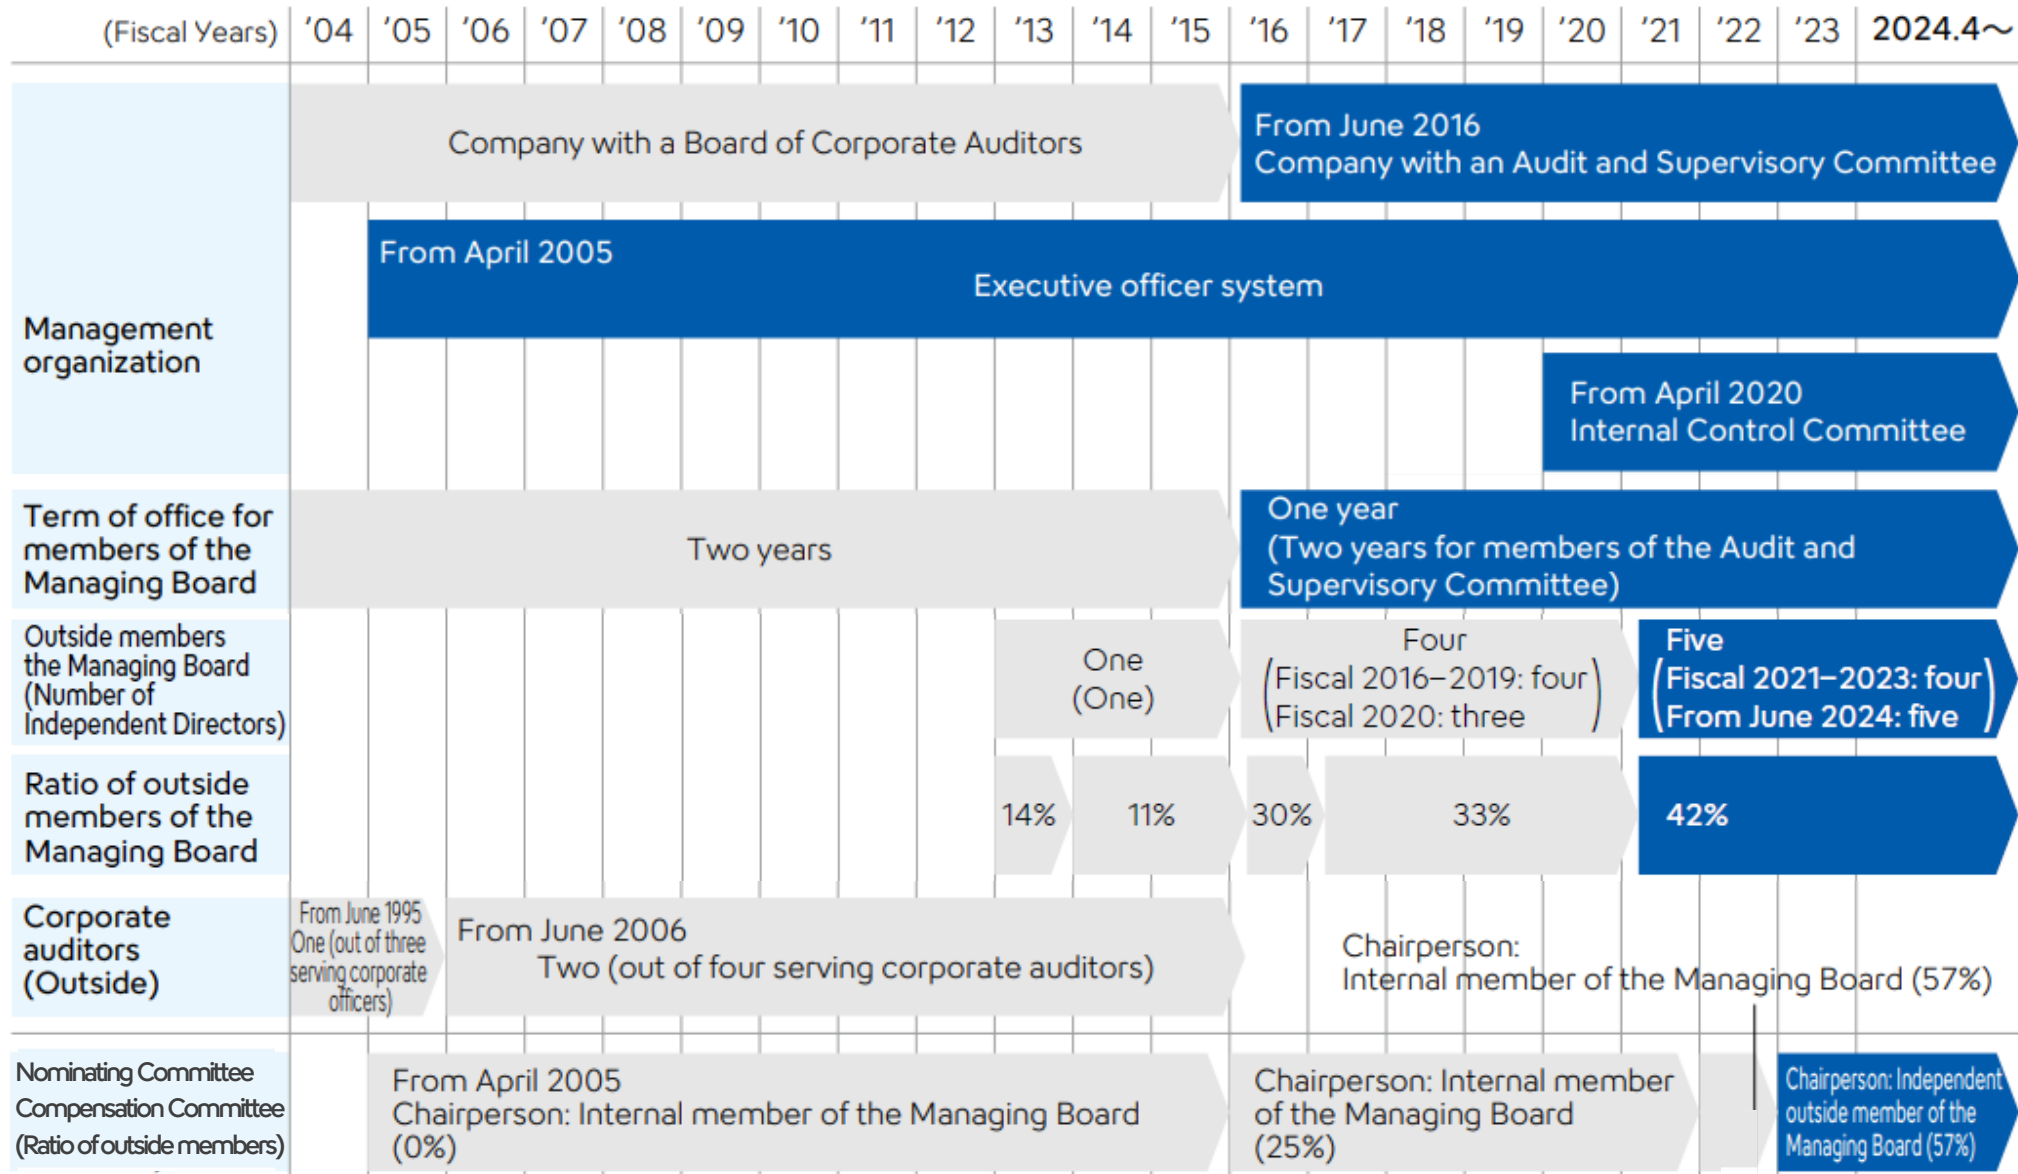 (Fiscal Years) '04 '05 '06 '07 '08 '09 '10 '11 '12 '13 '14 '15 '16 '17 '18 '19 '20 '21 '22 '23 2024.4～
Management
organization
Company with a Board of Corporate Auditors
From June 2016
Company with an Audit and Supervisory Committee
From April 2005
Executive officer system
From April 2020
Internal Control Committee
Term of office for
members of the
Managing Board
Two years
One year
(Two years for members of the Audit and
Supervisory Committee)
Outside members
the Managing Board
(Number of
Independent Directors)
One
(One)
Four
(Fiscal 2016–2019: four
Fiscal 2020: three)
Five
(Fiscal 2021–2023: four
From June 2024: five)
Ratio of outside
members of the
Managing Board
14%
11%
30%
33%
42%
Corporate
auditors
(Outside)
From June 1995
One (out of three
serving corporate
officers)
From June 2006
Two (out of four serving corporate auditors)
Chairperson:
Internal member of the Managing Board (57%)
Nominating Committee
Compensation Committee
(Ratio of outside members)
From April 2005
Chairperson: Internal member of the Managing Board
(0%)
Chairperson: Internal member
of the Managing Board
(25%)
Chairperson: Independent
outside member of the
Managing Board (57%)